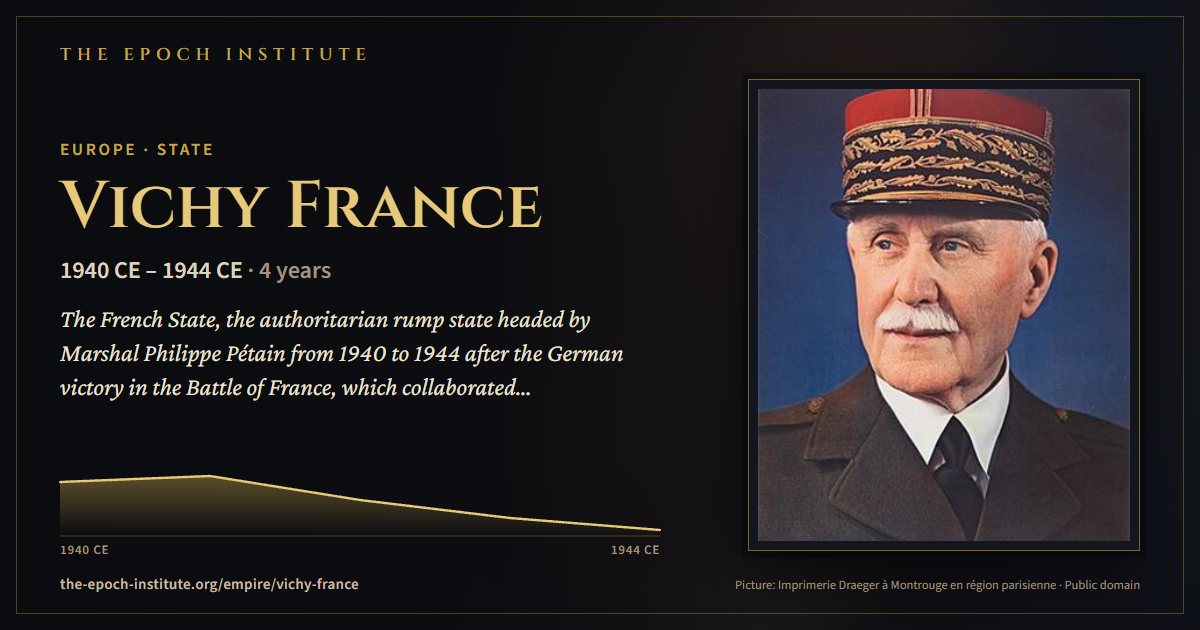 THE EPOCH INSTITUTE
EUROPE · STATE
VICHY FRANCE
1940 CE – 1944 CE · 4 years
The French State, the authoritarian rump state headed by
Marshal Philippe Pétain from 1940 to 1944 after the German
victory in the Battle of France, which collaborated...
1940 CE
1944 CE
the-epoch-institute.org/empire/vichy-france
Picture: Imprimerie Draeger à Montrouge en région parisienne · Public domain